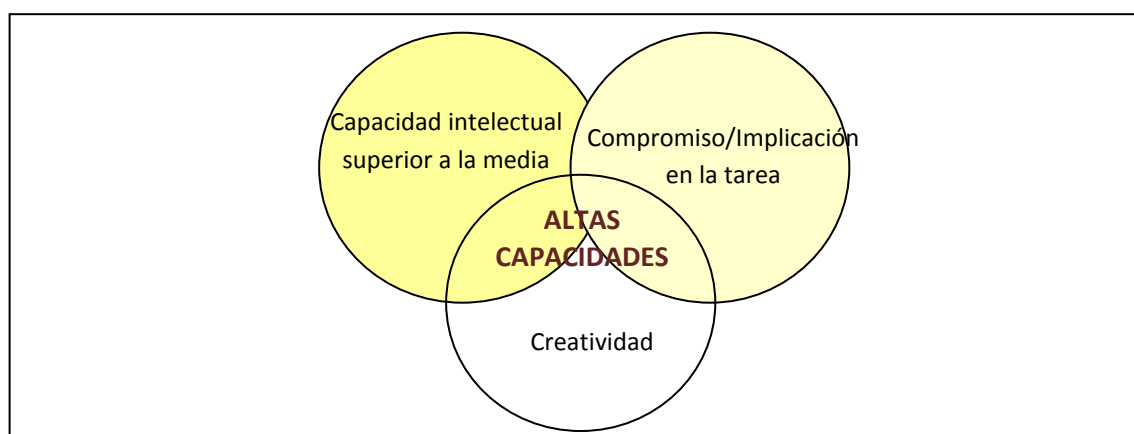 Capacidad intelectual
superior a la media
Compromiso/Implicación
en la tarea
ALTAS
CAPACIDADES
Creatividad